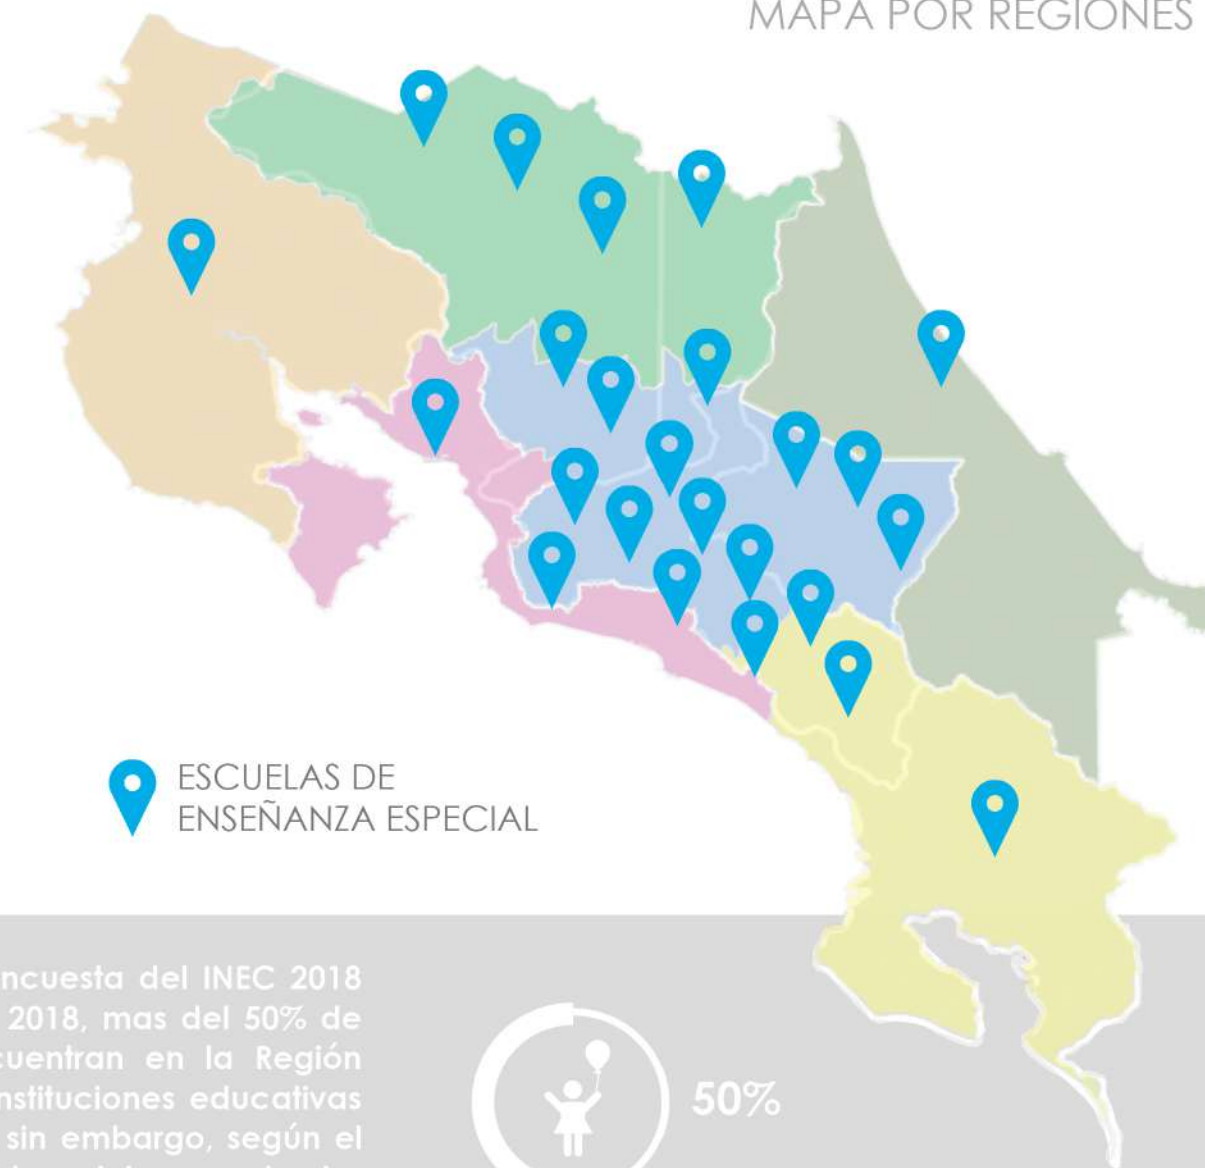 MAPA POR REGIONES
ESCUELAS DE
ENSEÑANZA ESPECIAL
ncuesta del INEC 2018
2018, mas del 50% de
cuentran en la Región
nstituciones educativas
sin embargo, según el
50%